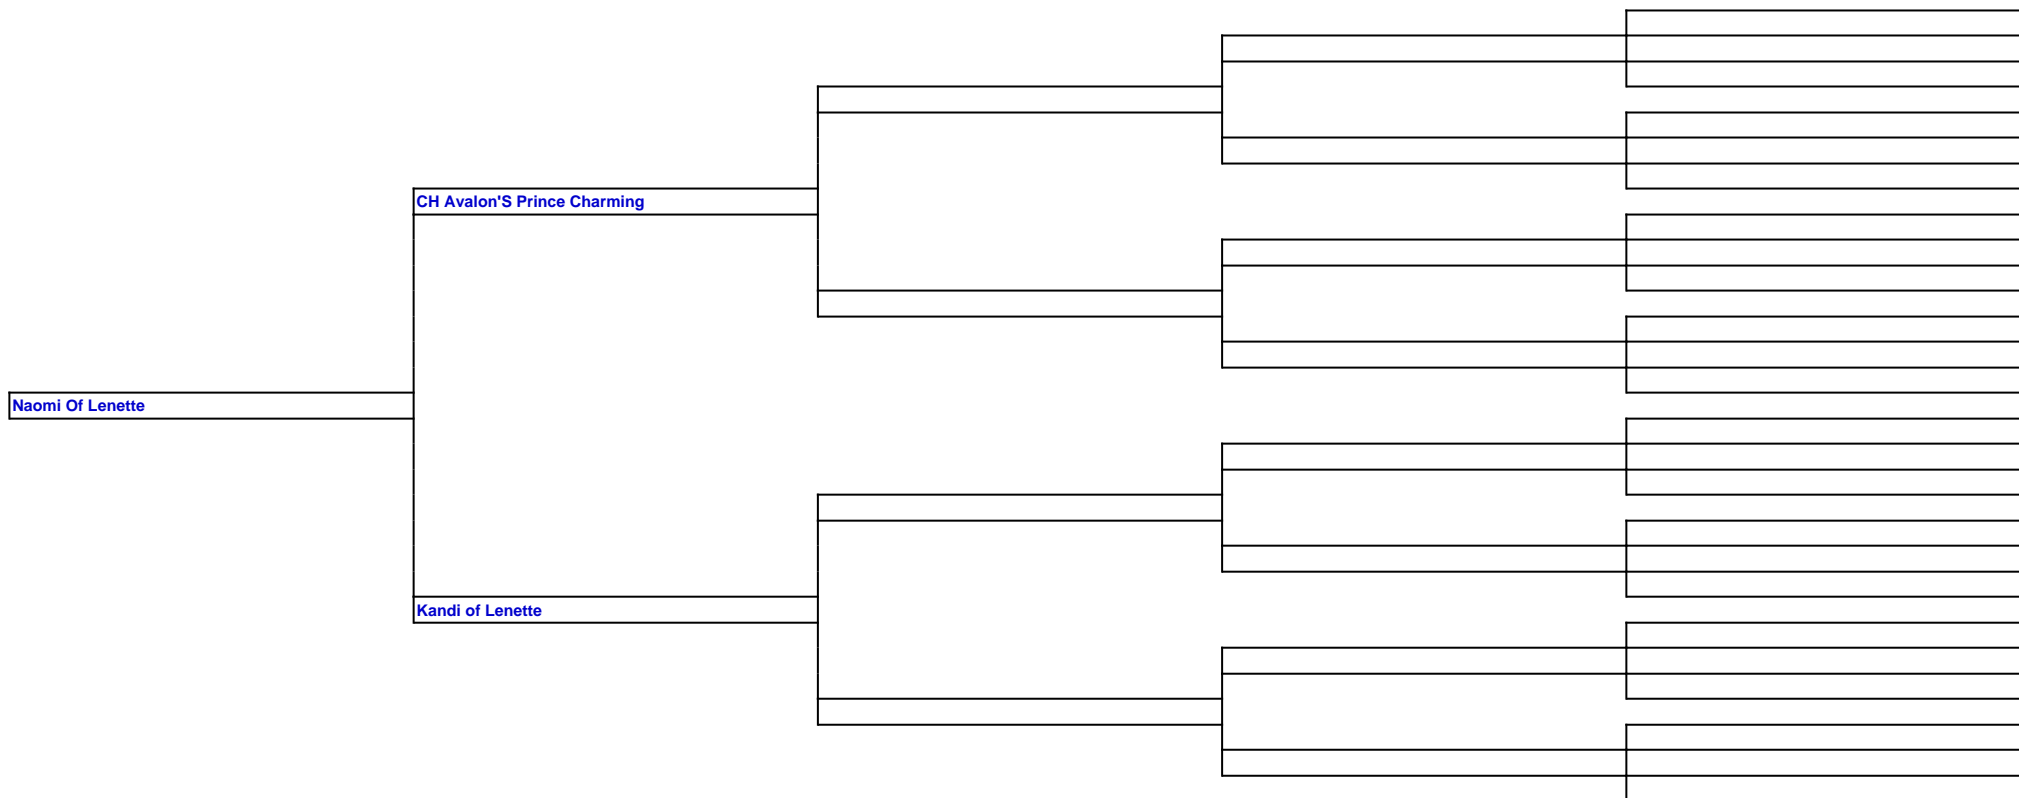 CH Avalon'S Prince Charming
Naomi Of Lenette
Kandi of Lenette